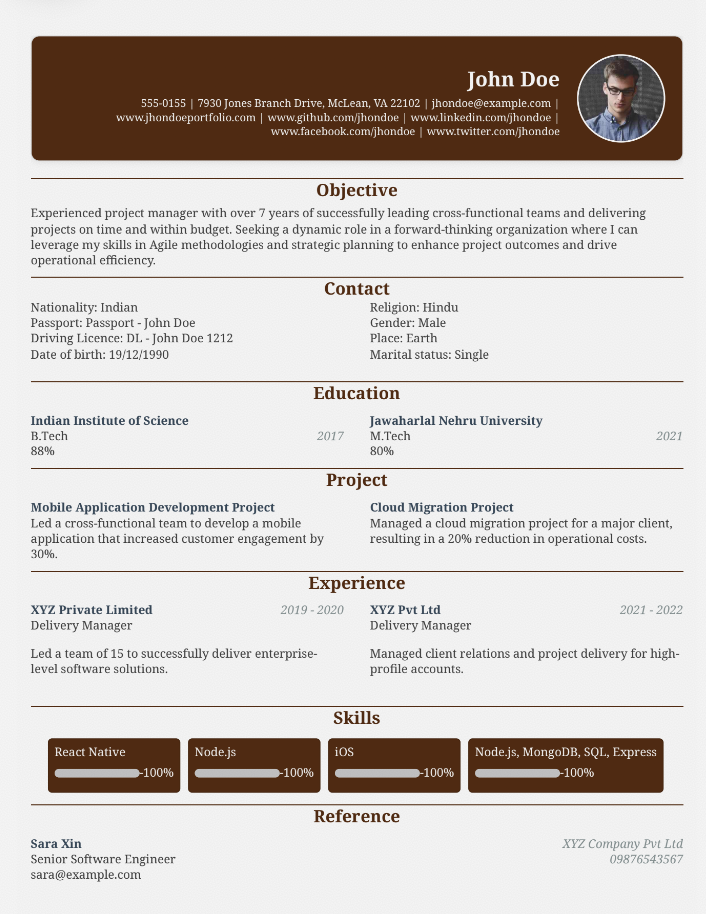 John Doe
555-0155 | 7930 Jones Branch Drive, McLean, VA 22102 | jhondoe@example.com |
www.jhondoeportfolio.com | www.github.com/jhondoe | www.linkedin.com/jhondoe |
www.facebook.com/jhondoe | www.twitter.com/jhondoe
Objective
Experienced project manager with over 7 years of successfully leading cross-functional teams and delivering
projects on time and within budget. Seeking a dynamic role in a forward-thinking organization where I can
leverage my skills in Agile methodologies and strategic planning to enhance project outcomes and drive
operational efficiency.
Contact
Nationality: Indian
Passport: Passport - John Doe
Driving Licence: DL - John Doe 1212
Date of birth: 19/12/1990
Religion: Hindu
Gender: Male
Place: Earth
Marital status: Single
Education
Indian Institute of Science
B.Tech 2017
88%
Jawaharlal Nehru University
M.Tech 2021
80%
Project
Mobile Application Development Project
Led a cross-functional team to develop a mobile
application that increased customer engagement by
30%.
Cloud Migration Project
Managed a cloud migration project for a major client,
resulting in a 20% reduction in operational costs.
Experience
XYZ Private Limited 2019 - 2020
Delivery Manager
Led a team of 15 to successfully deliver enterprise-
level software solutions.
XYZ Pvt Ltd 2021 - 2022
Delivery Manager
Managed client relations and project delivery for high-
profile accounts.
Skills
React Native
-100%
Node.js
-100%
iOS
-100%
Node.js, MongoDB, SQL, Express
-100%
Reference
Sara Xin XYZ Company Pvt Ltd
Senior Software Engineer 09876543567
sara@example.com